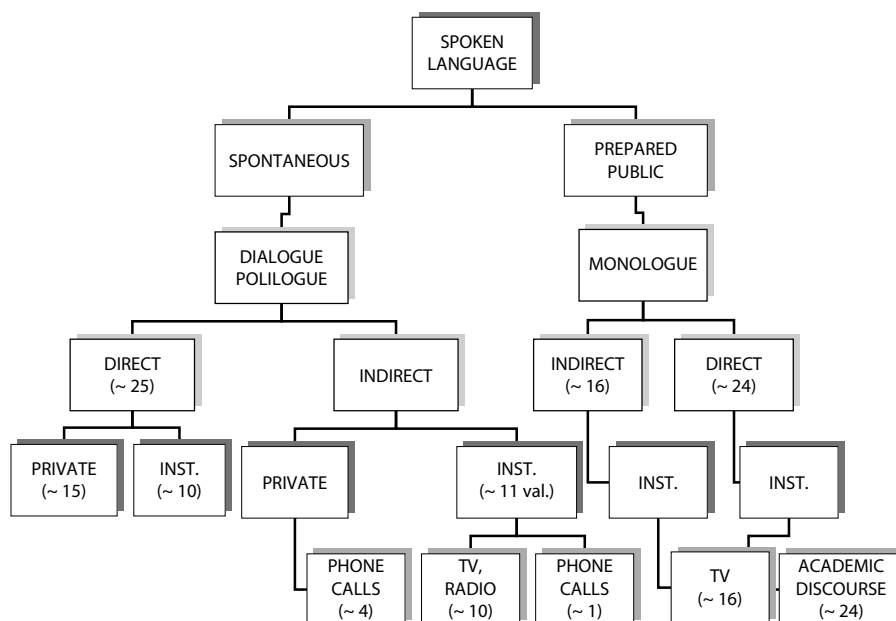 SPOKEN
LANGUAGE
SPONTANEOUS
PREPARED
PUBLIC
DIALOGUE
POLILOGUE
MONOLOGUE
DIRECT
(~ 25)
INDIRECT
INDIRECT
(~ 16)
DIRECT
(~ 24)
PRIVATE
(~ 15)
INST.
(~ 10)
PRIVATE
INST.
(~ 11 val.)
INST.
INST.
PHONE
CALLS
(~ 4)
TV,
RADIO
(~ 10)
PHONE
CALLS
(~ 1)
TV
(~ 16)
ACADEMIC
DISCOURSE
(~ 24)